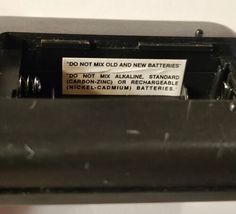 "DO NOT MIX OLD AND NEW BATTERIES"
"DO NOT MIX ALKALINE, STANDARD
(CARBON-ZINC) OR RECHARGEABLE
(NICKEL-CADMIUM) BATTERIES."